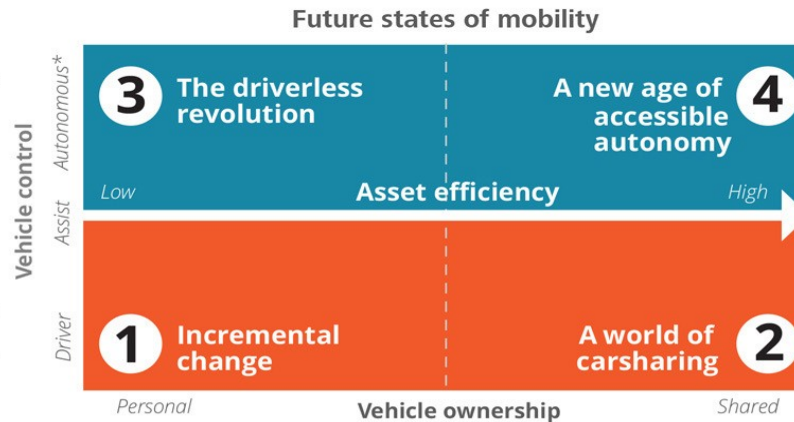 Future states of mobility
Vehicle control
Autonomous*
Assist
Driver
3
The driverless
revolution
A new age of
accessible
autonomy
4
Low
Asset efficiency
High
1
Incremental
change
A world of
carsharing
2
Personal
Vehicle ownership
Shared